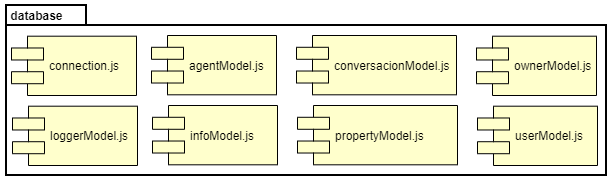 database
connection.js
agentModel.js
conversacionModel.js
ownerModel.js
loggerModel.js
infoModel.js
propertyModel.js
userModel.js